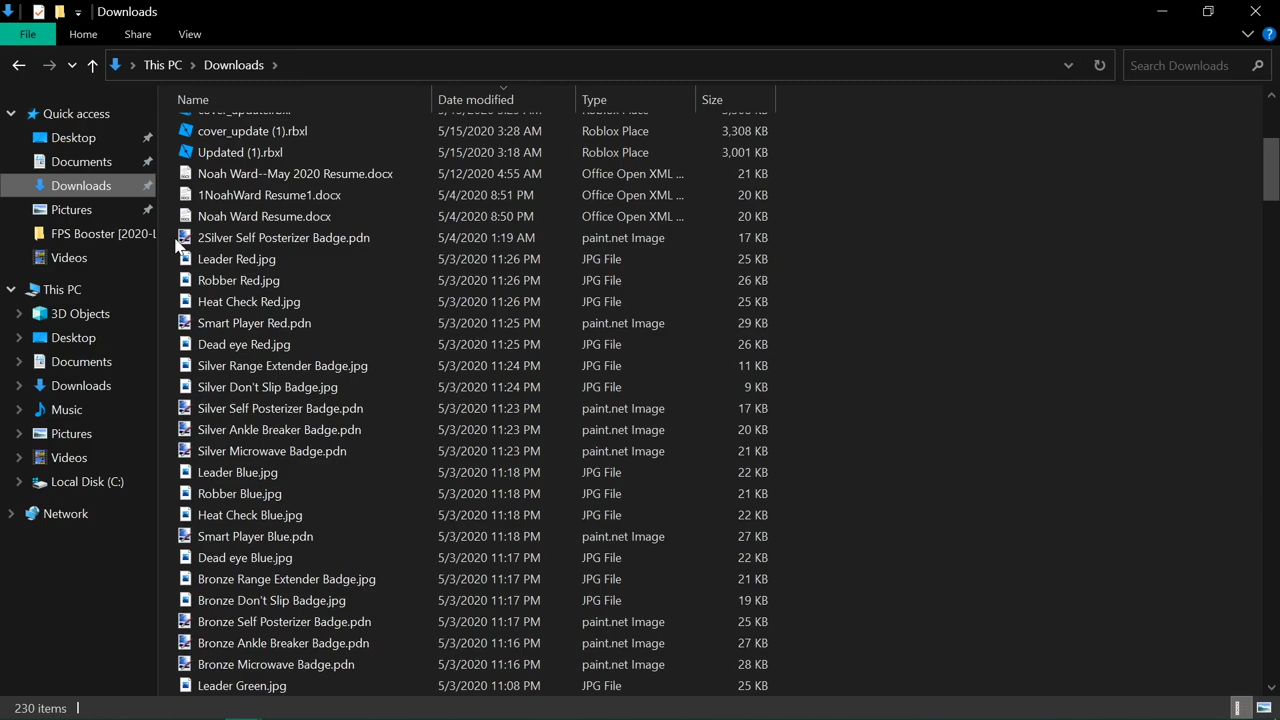 Downloads
File Home Share View
This PC Downloads Search Downloads
Name Date modified Type Size
Quick access
Desktop
Documents
Downloads
Pictures
FPS Booster [2020-L
Videos
This PC
3D Objects
Desktop
Documents
Downloads
Music
Pictures
Videos
Local Disk (C:)
Network
cover_update (1).rbxl 5/15/2020 3:28 AM Roblox Place 3,308 KB
Updated (1).rbxl 5/15/2020 3:18 AM Roblox Place 3,001 KB
Noah Ward--May 2020 Resume.docx 5/12/2020 4:55 AM Office Open XML ... 21 KB
1NoahWard Resume1.docx 5/4/2020 8:51 PM Office Open XML ... 20 KB
Noah Ward Resume.docx 5/4/2020 8:50 PM Office Open XML ... 20 KB
2Silver Self Posterizer Badge.pdn 5/4/2020 1:19 AM paint.net Image 17 KB
Leader Red.jpg 5/3/2020 11:26 PM JPG File 25 KB
Robber Red.jpg 5/3/2020 11:26 PM JPG File 26 KB
Heat Check Red.jpg 5/3/2020 11:26 PM JPG File 25 KB
Smart Player Red.pdn 5/3/2020 11:25 PM paint.net Image 29 KB
Dead eye Red.jpg 5/3/2020 11:25 PM JPG File 26 KB
Silver Range Extender Badge.jpg 5/3/2020 11:24 PM JPG File 11 KB
Silver Don't Slip Badge.jpg 5/3/2020 11:24 PM JPG File 9 KB
Silver Self Posterizer Badge.pdn 5/3/2020 11:23 PM paint.net Image 17 KB
Silver Ankle Breaker Badge.pdn 5/3/2020 11:23 PM paint.net Image 20 KB
Silver Microwave Badge.pdn 5/3/2020 11:23 PM paint.net Image 21 KB
Leader Blue.jpg 5/3/2020 11:18 PM JPG File 22 KB
Robber Blue.jpg 5/3/2020 11:18 PM JPG File 21 KB
Heat Check Blue.jpg 5/3/2020 11:18 PM JPG File 22 KB
Smart Player Blue.pdn 5/3/2020 11:18 PM paint.net Image 27 KB
Dead eye Blue.jpg 5/3/2020 11:17 PM JPG File 22 KB
Bronze Range Extender Badge.jpg 5/3/2020 11:17 PM JPG File 21 KB
Bronze Don't Slip Badge.jpg 5/3/2020 11:17 PM JPG File 19 KB
Bronze Self Posterizer Badge.pdn 5/3/2020 11:17 PM paint.net Image 25 KB
Bronze Ankle Breaker Badge.pdn 5/3/2020 11:16 PM paint.net Image 27 KB
Bronze Microwave Badge.pdn 5/3/2020 11:16 PM paint.net Image 28 KB
Leader Green.jpg 5/3/2020 11:08 PM JPG File 25 KB
230 items